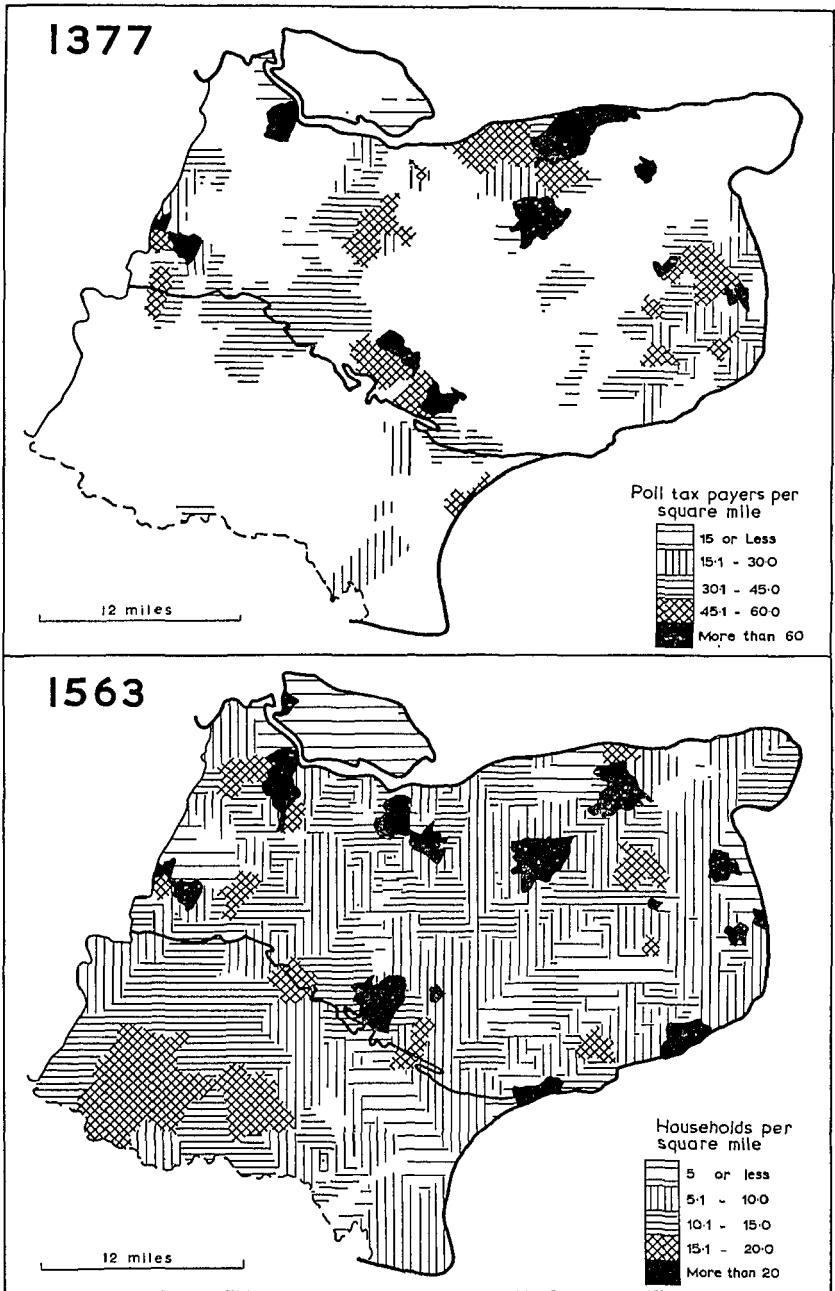 1377
Poll tax payers per
square mile
15 or Less
15·1 - 30·0
30·1 - 45·0
45·1 - 60·0
More than 60
12 miles
1563
Households per
square mile
5 or less
5·1 - 10·0
10·1 - 15·0
15·1 - 20·0
More than 20
12 miles